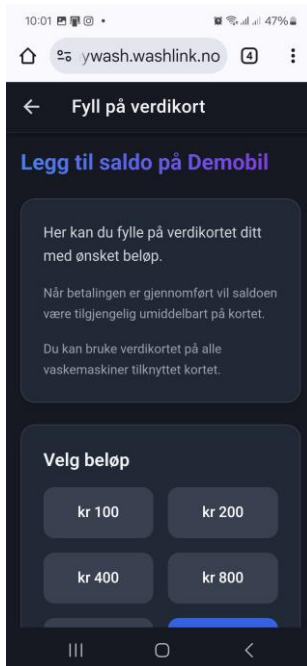 10:01
47%
ywash.washlink.no
4
Fyll på verdikort
Legg til saldo på Demobil
Her kan du fylle på verdikortet ditt
med ønsket beløp.
Når betalingen er gjennomført vil saldoen
være tilgjengelig umiddelbart på kortet.
Du kan bruke verdikortet på alle
vaskemaskiner tilknyttet kortet.
Velg beløp
kr 100
kr 200
kr 400
kr 800